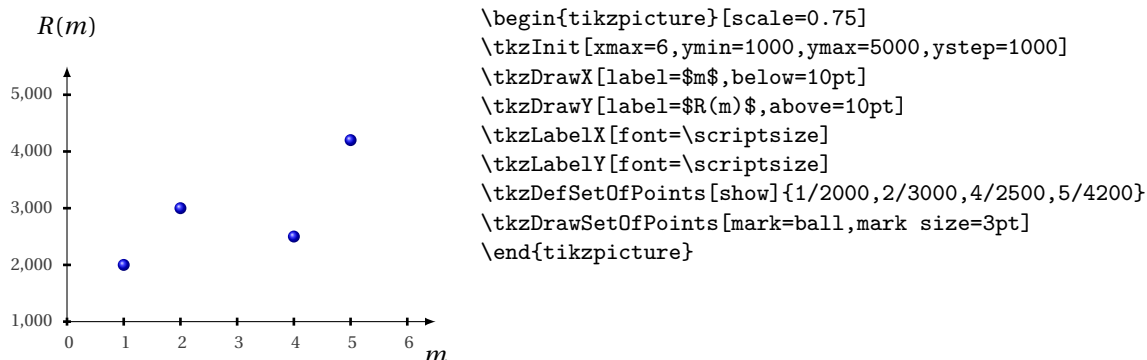 R(m)
5,000
4,000
3,000
2,000
1,000
0 1 2 3 4 5 6
m
\begin{tikzpicture}[scale=0.75]
\tkzInit[xmax=6,ymin=1000,ymax=5000,ystep=1000]
\tkzDrawX[label=$m$,below=10pt]
\tkzDrawY[label=$R(m)$,above=10pt]
\tkzLabelX[font=\scriptsize]
\tkzLabelY[font=\scriptsize]
\tkzDefSetOfPoints[show]{1/2000,2/3000,4/2500,5/4200}
\tkzDrawSetOfPoints[mark=ball,mark size=3pt]
\end{tikzpicture}